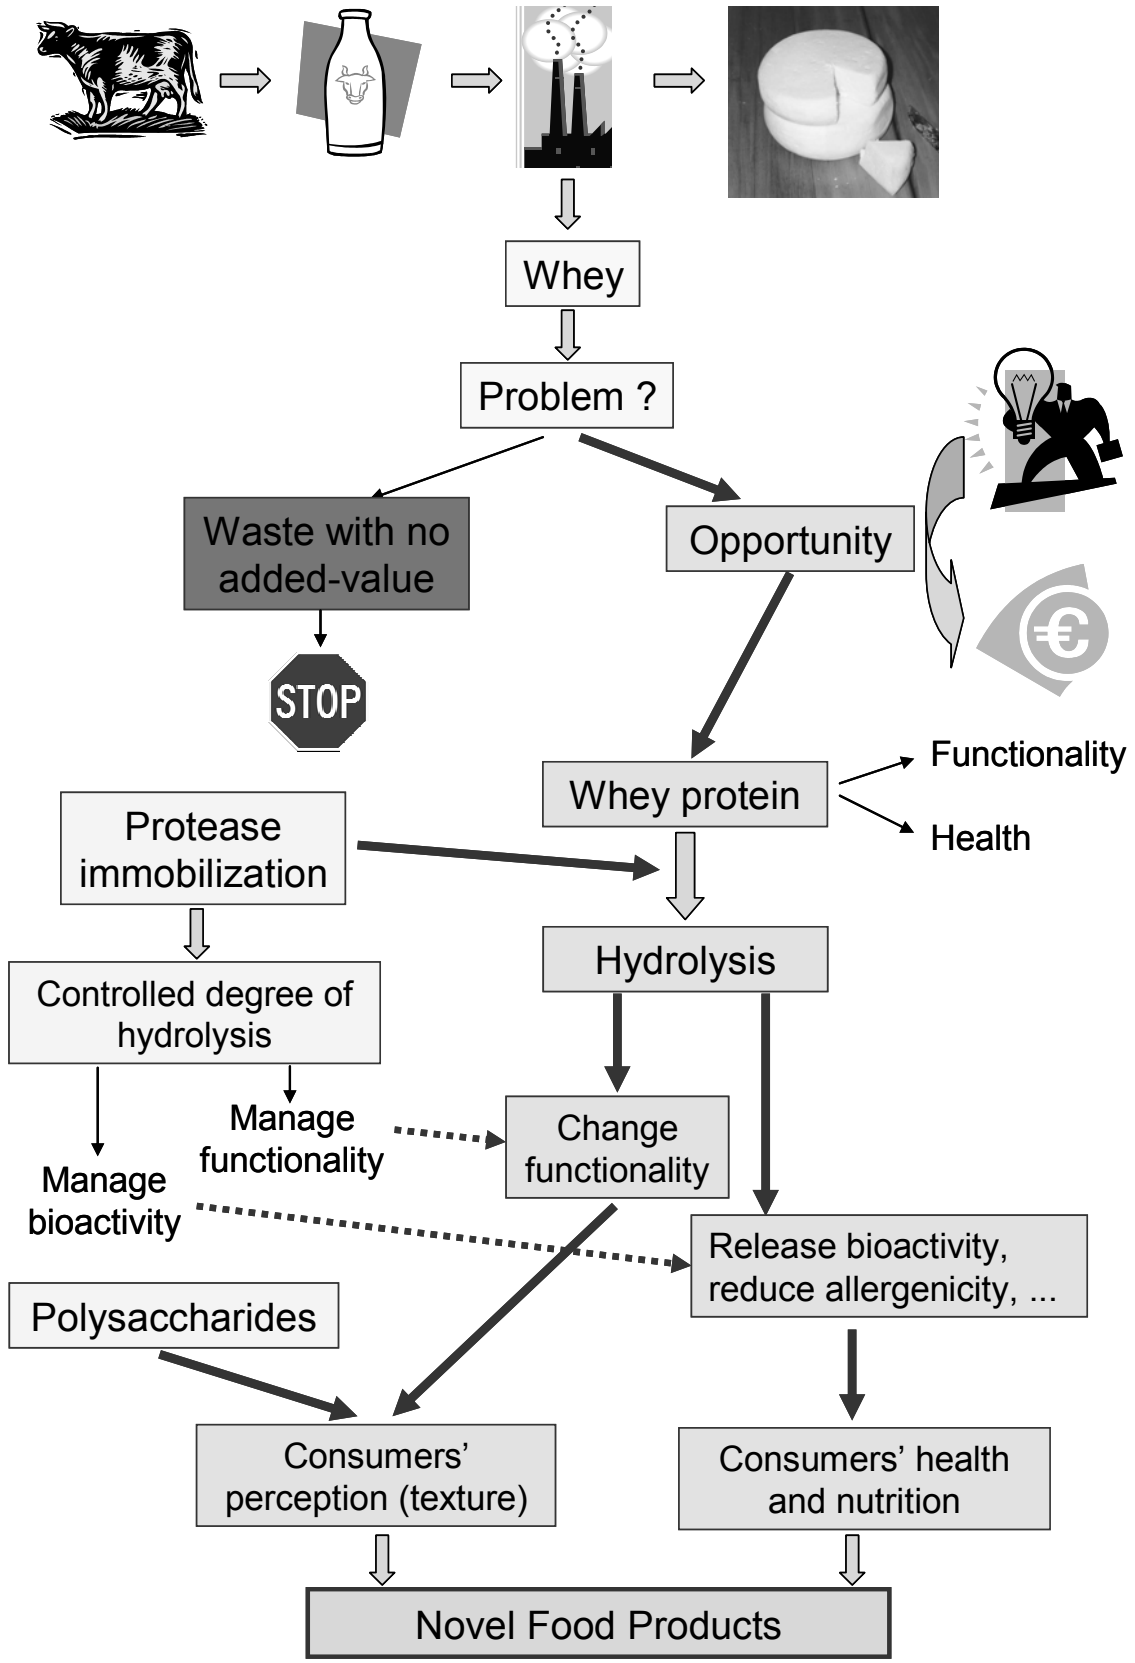 Whey
Problem ?
Waste with no
added-value
Opportunity
STOP
€
Functionality
Whey protein
Health
Protease
immobilization
Hydrolysis
Controlled degree of
hydrolysis
Manage
functionality
Change
functionality
Manage
bioactivity
Release bioactivity,
reduce allergenicity, ...
Polysaccharides
Consumers’
perception (texture)
Consumers’ health
and nutrition
Novel Food Products